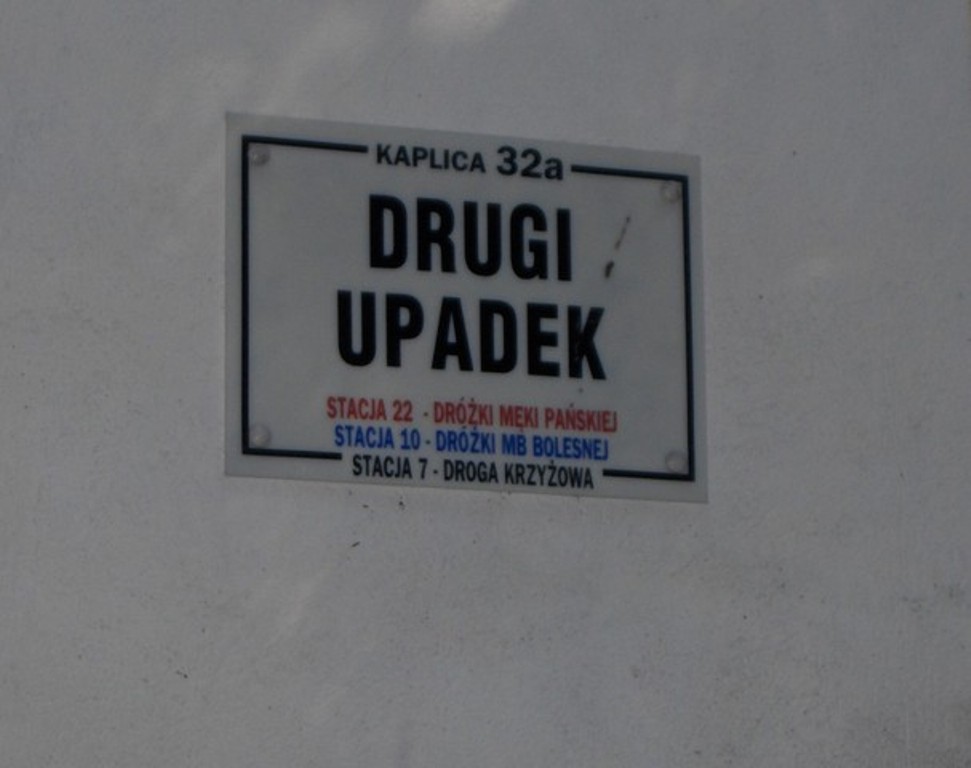 KAPLICA 32a
DRUGI
UPADEK
STACJA 22 - DRÓŻKI MĘKI PAŃSKIEJ
STACJA 10 - DRÓŻKI MB BOLESNEJ
STACJA 7 - DROGA KRZYŻOWA